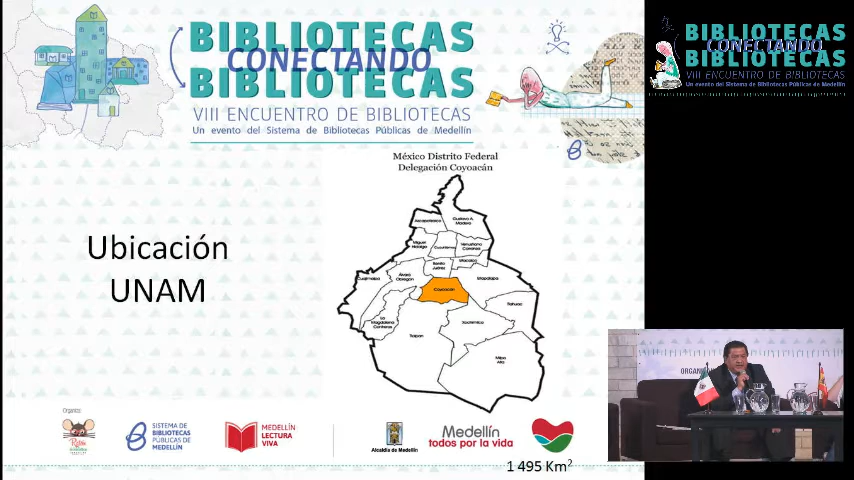 BIBLIOTECAS
CONECTANDO
BIBLIOTECAS
VIII ENCUENTRO DE BIBLIOTECAS
Un evento del Sistema de Bibliotecas Públicas de Medellín
BIBLIOTECAS
CONECTANDO
BIBLIOTECAS
VIII ENCUENTRO DE BIBLIOTECAS
Un evento del Sistema de Bibliotecas Públicas de Medellín
México Distrito Federal
Delegación Coyoacán
Ubicación
UNAM
Azcapotzalco
Gustavo A.
Madero
Miguel
Hidalgo
Cuauhtémoc
Venustiano
Carranza
Benito
Juárez
Iztacalco
Cuajimalpa
Álvaro
Obregón
Iztapalapa
Coyoacán
La
Magdalena
Contreras
Tláhuac
Xochimilco
Tlalpan
Milpa
Alta
Organiza:
SISTEMA DE
BIBLIOTECAS
PÚBLICAS DE
MEDELLÍN
MEDELLÍN
LECTURA
VIVA
Alcaldía de Medellín
Medellín
todos por la vida
1 495 Km²